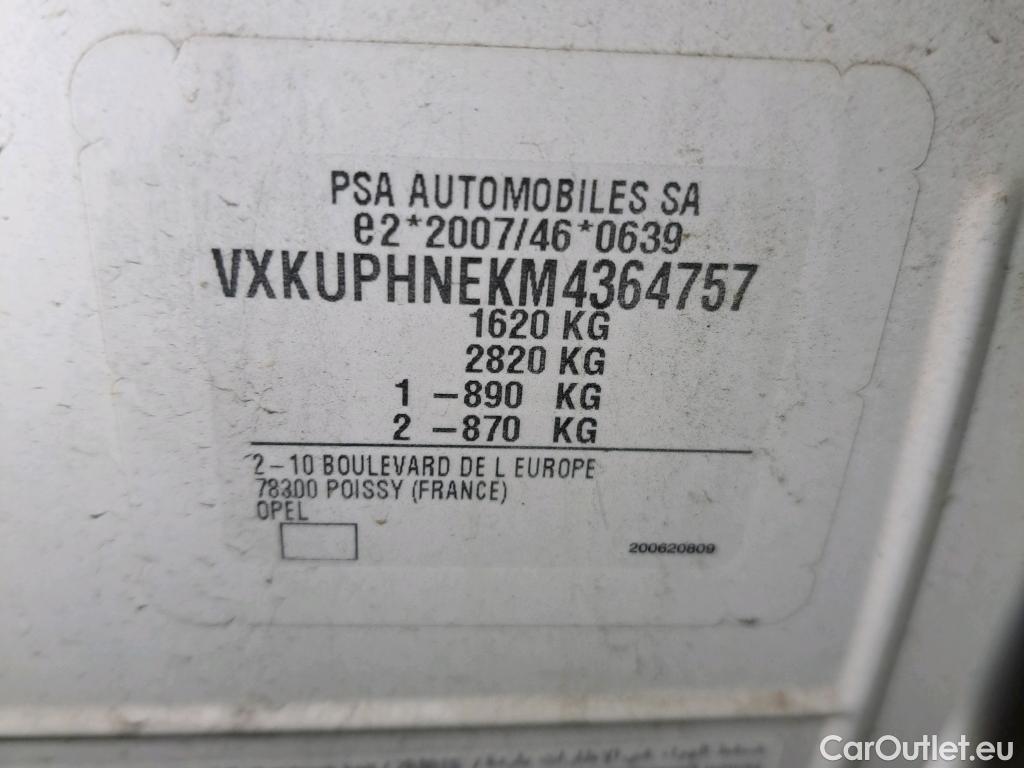 PSA AUTOMOBILES SA
e2*2007/46*0639
VXKUPHNEKM4364757
1620 KG
2820 KG
1 -890 KG
2 -870 KG
2-10 BOULEVARD DE L EUROPE
78300 POISSY (FRANCE)
OPEL
200620809
CarOutlet.eu